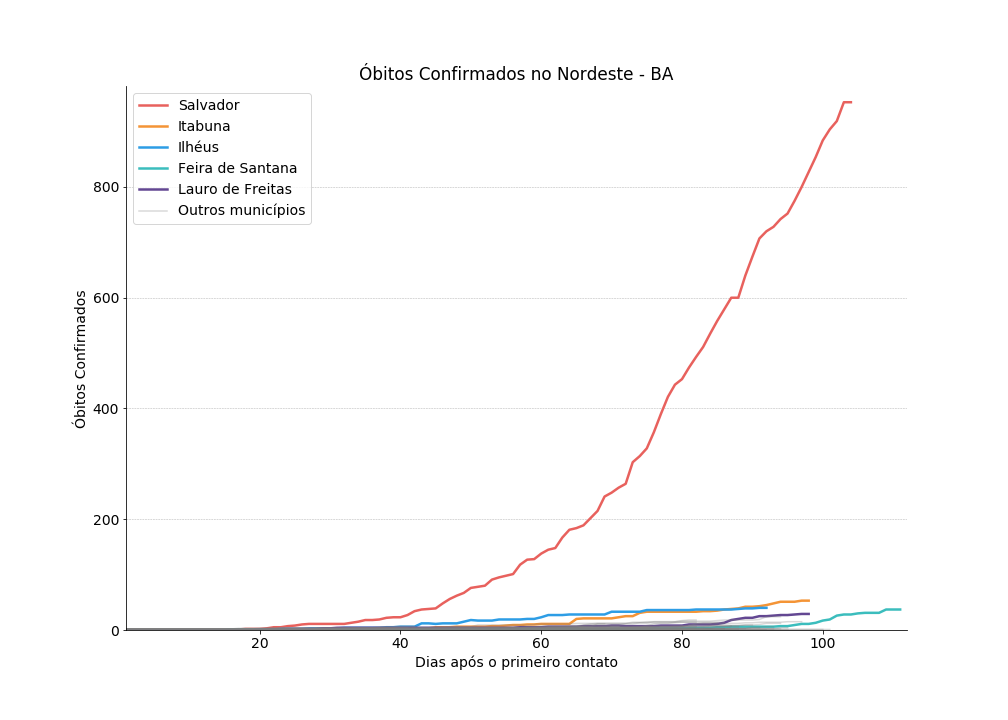 Óbitos Confirmados no Nordeste - BA
Salvador
Itabuna
Ilhéus
Feira de Santana
Lauro de Freitas
Outros municípios
Óbitos Confirmados
800
600
400
200
0
20 40 60 80 100
Dias após o primeiro contato